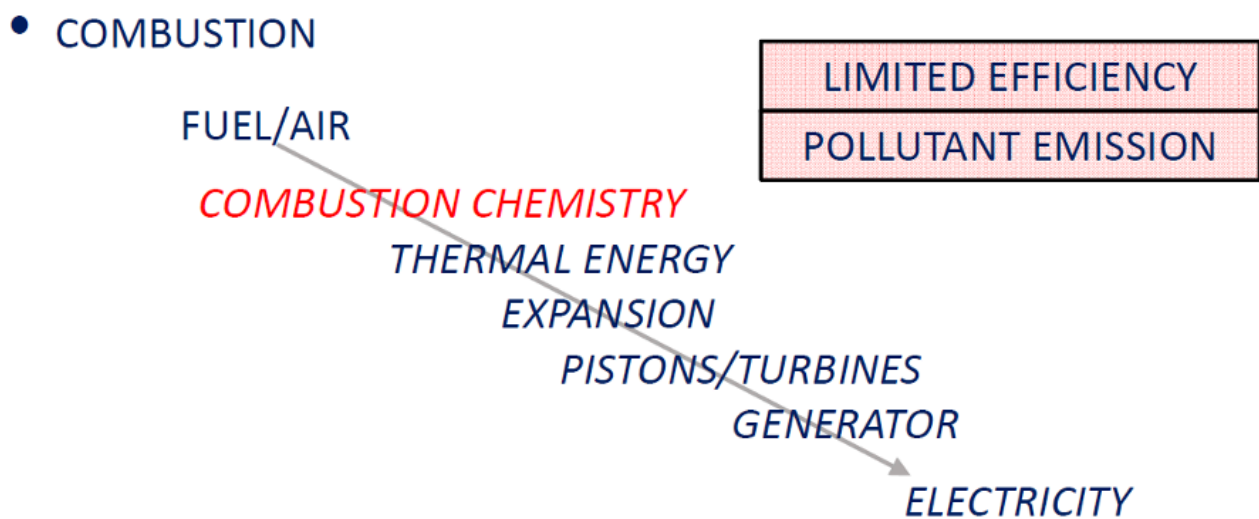 • COMBUSTION
LIMITED EFFICIENCY
POLLUTANT EMISSION
FUEL/AIR
COMBUSTION CHEMISTRY
THERMAL ENERGY
EXPANSION
PISTONS/TURBINES
GENERATOR
ELECTRICITY